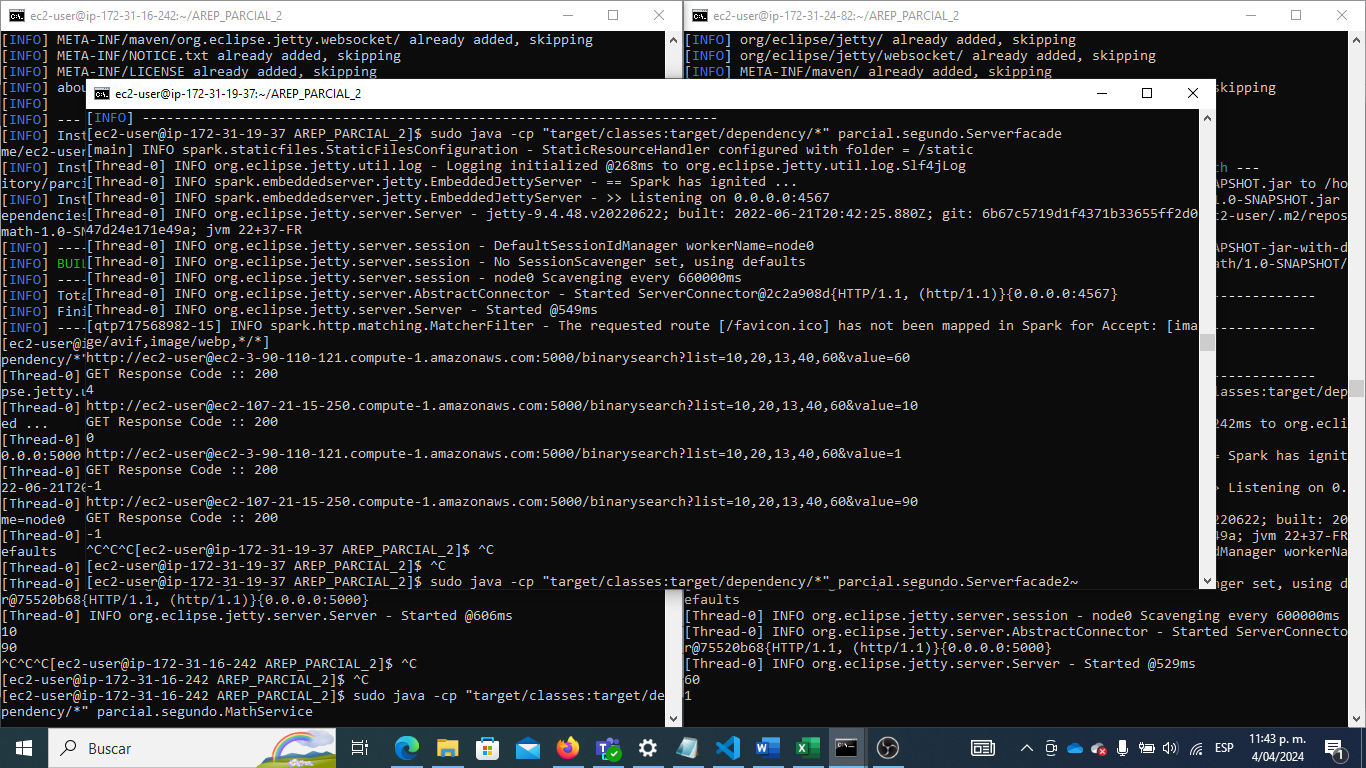 ec2-user@ip-172-31-16-242:~/AREP_PARCIAL_2
[INFO] META-INF/maven/org.eclipse.jetty.websocket/ already added, skipping
[INFO] META-INF/NOTICE.txt already added, skipping
[INFO] META-INF/LICENSE already added, skipping
[INFO] abou
[INFO]
[INFO] ---
[INFO] Inst
me/ec2-user
[INFO] Inst
itory/parci
[INFO] Inst
ependencies
math-1.0-SN
[INFO] ----
[INFO] BUIL
[INFO] ----
[INFO] Tota
[INFO] Fini
[INFO] ----
[ec2-user@i
pendency/*"
[Thread-0]
pse.jetty.u
[Thread-0]
ed ...
[Thread-0]
0.0.0:5000
[Thread-0]
22-06-21T20
[Thread-0]
me=node0
[Thread-0]
efaults
[Thread-0]
[Thread-0]
r@75520b68{HTTP/1.1, (http/1.1)}{0.0.0.0:5000}
[Thread-0] INFO org.eclipse.jetty.server.Server - Started @606ms
10
90
^C^C^C[ec2-user@ip-172-31-16-242 AREP_PARCIAL_2]$ ^C
[ec2-user@ip-172-31-16-242 AREP_PARCIAL_2]$ ^C
[ec2-user@ip-172-31-16-242 AREP_PARCIAL_2]$ sudo java -cp "target/classes:target/de
pendency/*" parcial.segundo.MathService
ec2-user@ip-172-31-24-82:~/AREP_PARCIAL_2
[INFO] org/eclipse/jetty/ already added, skipping
[INFO] org/eclipse/jetty/websocket/ already added, skipping
[INFO] META-INF/maven/ already added, skipping
skipping
th ---
APSHOT.jar to /ho
1.0-SNAPSHOT.jar
c2-user/.m2/repos
APSHOT-jar-with-d
ath/1.0-SNAPSHOT/
-------------
-------------
-------------
classes:target/dep
242ms to org.ecli
= Spark has ignit
> Listening on 0.
220622; built: 20
49a; jvm 22+37-FR
dManager workerNa
nger set, using d
efaults
[Thread-0] INFO org.eclipse.jetty.server.session - node0 Scavenging every 600000ms
[Thread-0] INFO org.eclipse.jetty.server.AbstractConnector - Started ServerConnecto
r@75520b68{HTTP/1.1, (http/1.1)}{0.0.0.0:5000}
[Thread-0] INFO org.eclipse.jetty.server.Server - Started @529ms
60
1
ec2-user@ip-172-31-19-37:~/AREP_PARCIAL_2
[INFO] ------------------------------------------------------------------------
[ec2-user@ip-172-31-19-37 AREP_PARCIAL_2]$ sudo java -cp "target/classes:target/dependency/*" parcial.segundo.Serverfacade
[main] INFO spark.staticfiles.StaticFilesConfiguration - StaticResourceHandler configured with folder = /static
[Thread-0] INFO org.eclipse.jetty.util.log - Logging initialized @268ms to org.eclipse.jetty.util.log.Slf4jLog
[Thread-0] INFO spark.embeddedserver.jetty.EmbeddedJettyServer - == Spark has ignited ...
[Thread-0] INFO spark.embeddedserver.jetty.EmbeddedJettyServer - >> Listening on 0.0.0.0:4567
[Thread-0] INFO org.eclipse.jetty.server.Server - jetty-9.4.48.v20220622; built: 2022-06-21T20:42:25.880Z; git: 6b67c5719d1f4371b33655ff2d0
47d24e171e49a; jvm 22+37-FR
[Thread-0] INFO org.eclipse.jetty.server.session - DefaultSessionIdManager workerName=node0
[Thread-0] INFO org.eclipse.jetty.server.session - No SessionScavenger set, using defaults
[Thread-0] INFO org.eclipse.jetty.server.session - node0 Scavenging every 660000ms
[Thread-0] INFO org.eclipse.jetty.server.AbstractConnector - Started ServerConnector@2c2a908d{HTTP/1.1, (http/1.1)}{0.0.0.0:4567}
[Thread-0] INFO org.eclipse.jetty.server.Server - Started @549ms
[qtp717568982-15] INFO spark.http.matching.MatcherFilter - The requested route [/favicon.ico] has not been mapped in Spark for Accept: [ima
ge/avif,image/webp,*/*]
http://ec2-user@ec2-3-90-110-121.compute-1.amazonaws.com:5000/binarysearch?list=10,20,13,40,60&value=60
GET Response Code :: 200
4
http://ec2-user@ec2-107-21-15-250.compute-1.amazonaws.com:5000/binarysearch?list=10,20,13,40,60&value=10
GET Response Code :: 200
0
http://ec2-user@ec2-3-90-110-121.compute-1.amazonaws.com:5000/binarysearch?list=10,20,13,40,60&value=1
GET Response Code :: 200
-1
http://ec2-user@ec2-107-21-15-250.compute-1.amazonaws.com:5000/binarysearch?list=10,20,13,40,60&value=90
GET Response Code :: 200
-1
^C^C^C[ec2-user@ip-172-31-19-37 AREP_PARCIAL_2]$ ^C
[ec2-user@ip-172-31-19-37 AREP_PARCIAL_2]$ ^C
[ec2-user@ip-172-31-19-37 AREP_PARCIAL_2]$ sudo java -cp "target/classes:target/dependency/*" parcial.segundo.Serverfacade2~
Buscar
ESP
11:43 p. m.
4/04/2024
1